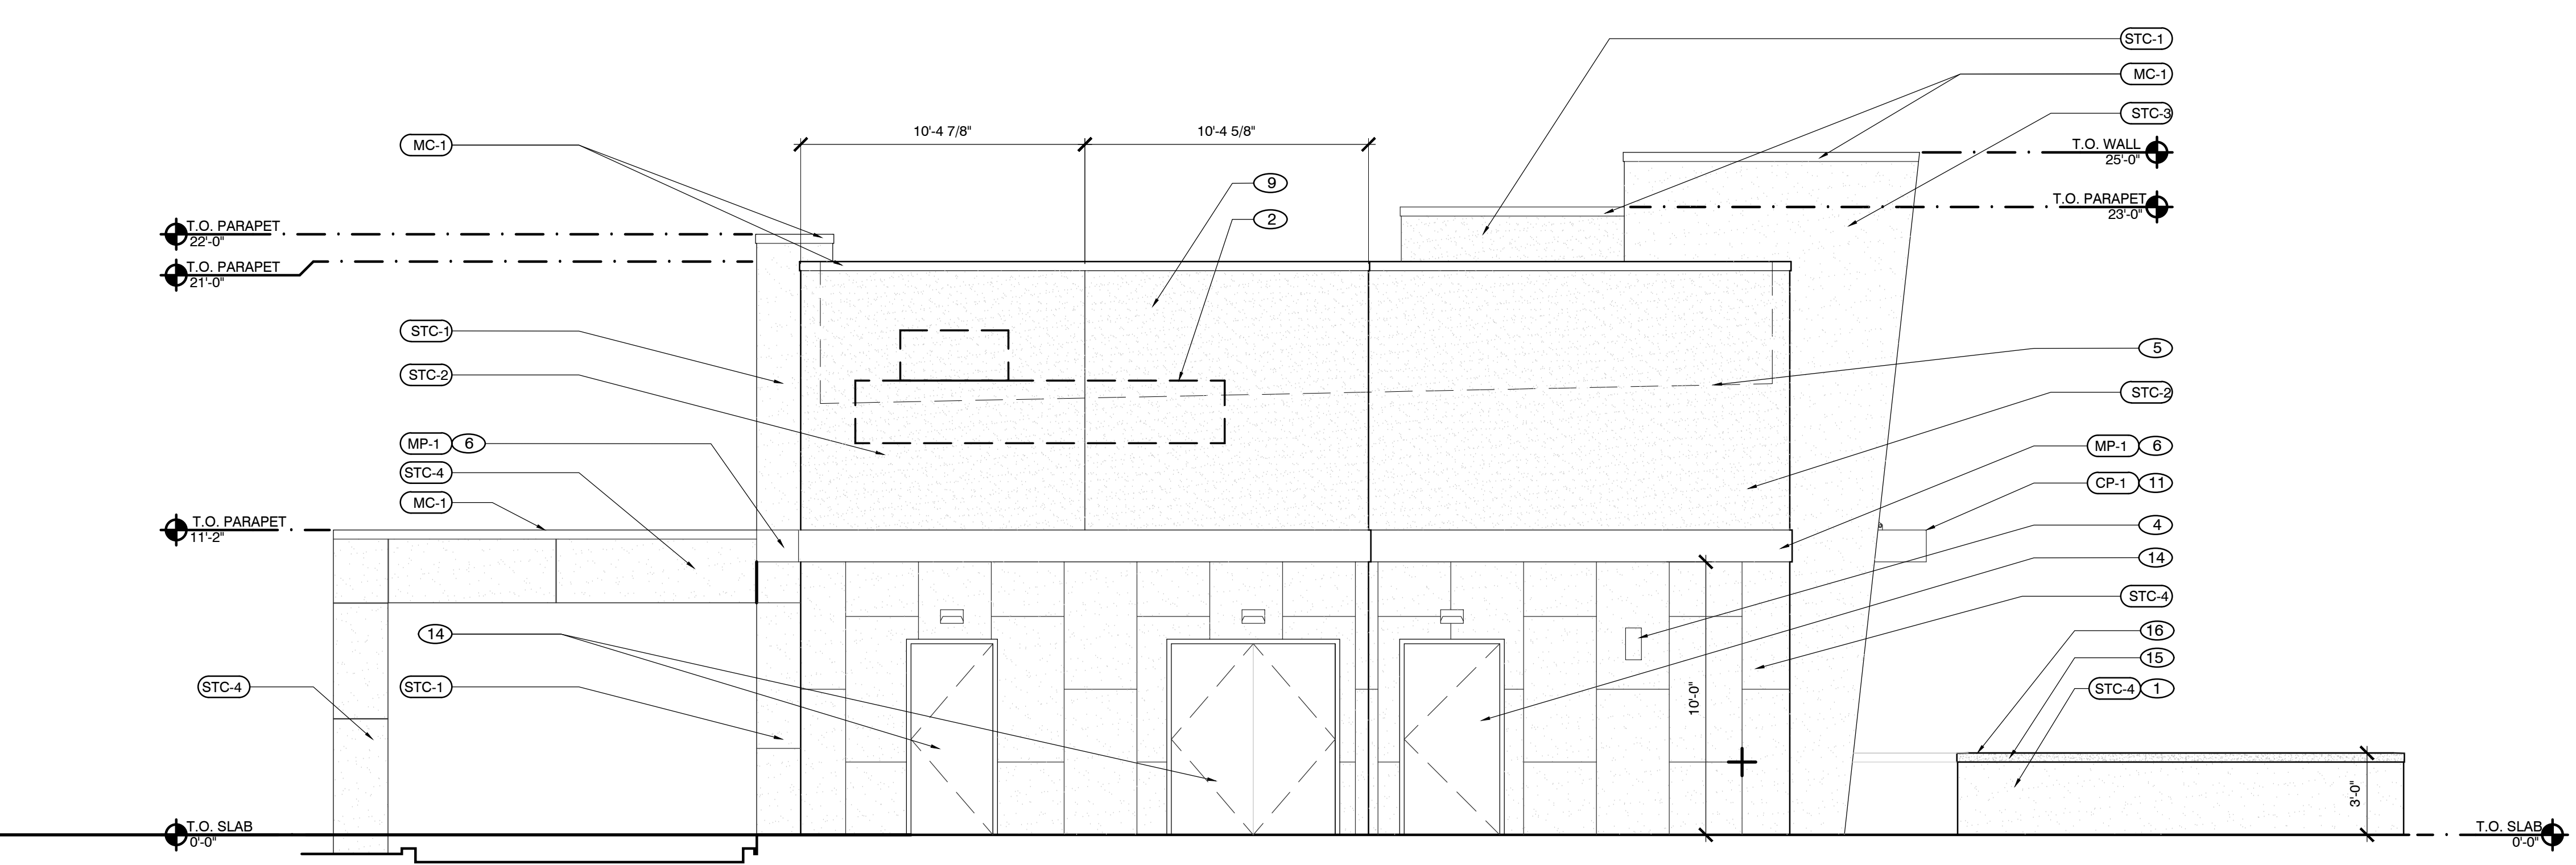 STC-1
MC-1
STC-3
10'-4 7/8"
10'-4 5/8"
MC-1
T.O. WALL
25'-0"
9
2
T.O. PARAPET
23'-0"
T.O. PARAPET
22'-0"
T.O. PARAPET
21'-0"
STC-1
5
STC-2
STC-2
MP-1 6
MP-1 6
STC-4
CP-1 11
MC-1
T.O. PARAPET
11'-2"
4
14
STC-4
14
16
15
STC-4
STC-1
STC-4 1
10'-0"
3'-0"
T.O. SLAB
0'-0"
T.O. SLAB
0'-0"